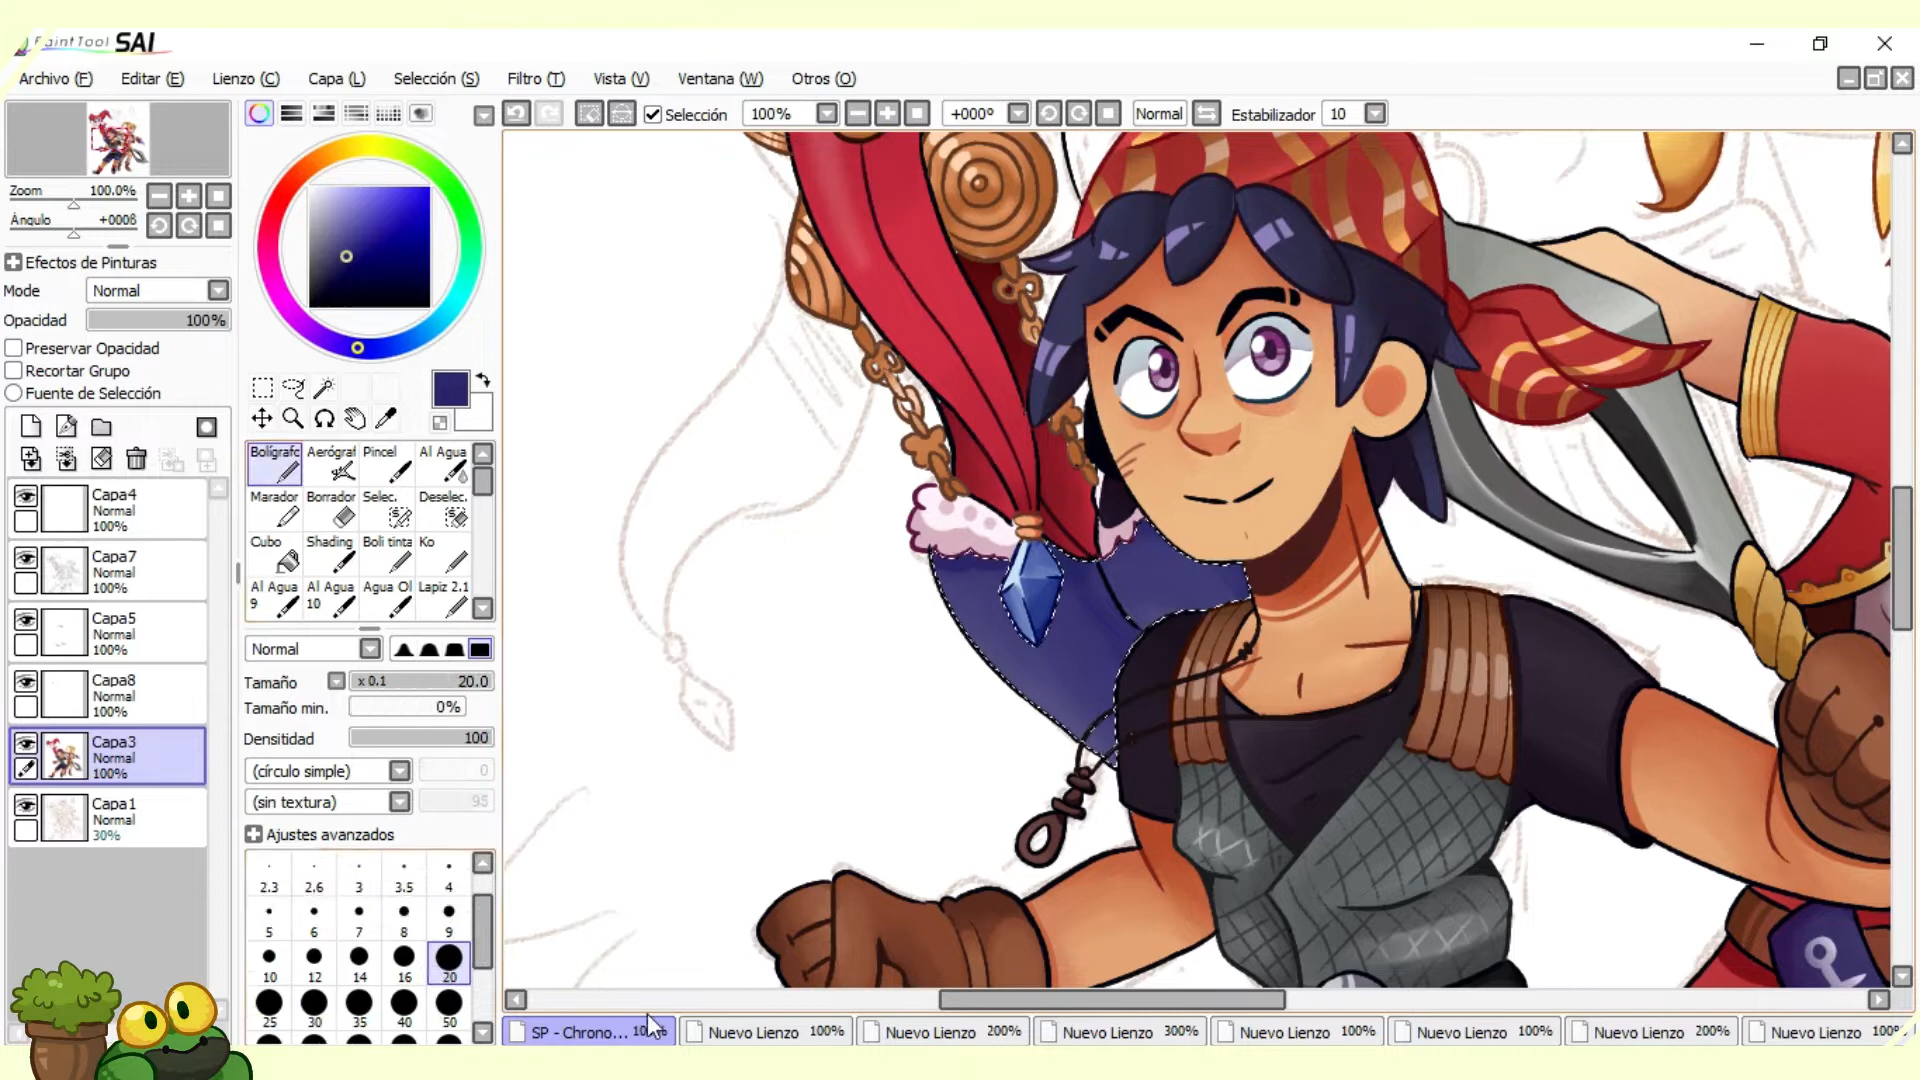 PaintTool SAI
Archivo (F) Editar (E) Lienzo (C) Capa (L) Selección (S) Filtro (T) Vista (V) Ventana (W) Otros (O)
Selección 100% +000º Normal Estabilizador 10
Zoom 100.0%
Ángulo +000ß
Efectos de Pinturas
Mode Normal
Opacidad 100%
Preservar Opacidad
Recortar Grupo
Fuente de Selección
Capa4
Normal
100%
Capa7
Normal
100%
Capa5
Normal
100%
Capa8
Normal
100%
Capa3
Normal
100%
Capa1
Normal
30%
Bolígrafc Aerógraf Pincel Al Agua
Marador Borrador Selec. Deselec.
Cubo Shading Boli tinta Ko
Al Agua 9 Al Agua 10 Agua Ol Lapiz 2.1
Normal
Tamaño x 0.1 20.0
Tamaño min. 0%
Densitidad 100
(círculo simple) 0
(sin textura) 95
Ajustes avanzados
2.3 2.6 3 3.5 4
5 6 7 8 9
10 12 14 16 20
25 30 35 40 50
SP - Chrono... Nuevo Lienzo 100% Nuevo Lienzo 200% Nuevo Lienzo 300% Nuevo Lienzo 100% Nuevo Lienzo 100% Nuevo Lienzo 200% Nuevo Lienzo 100%